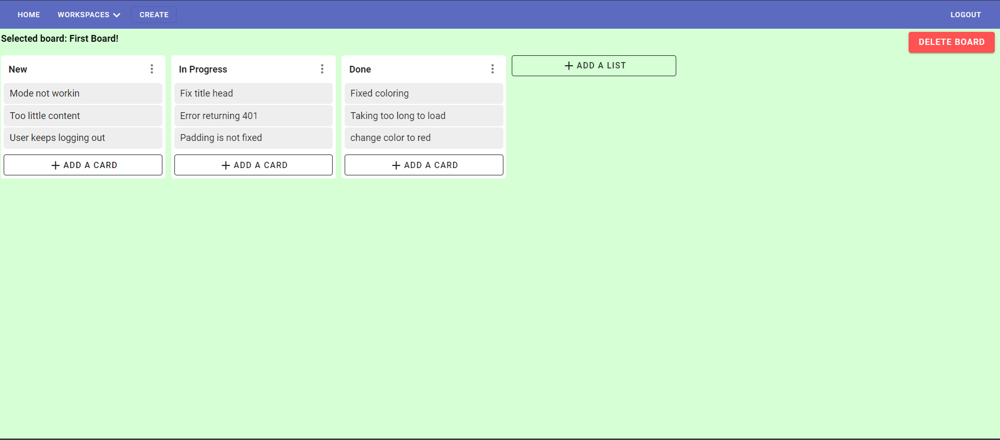 HOME WORKSPACES CREATE LOGOUT
Selected board: First Board!
DELETE BOARD
New
Mode not workin
Too little content
User keeps logging out
ADD A CARD
In Progress
Fix title head
Error returning 401
Padding is not fixed
ADD A CARD
Done
Fixed coloring
Taking too long to load
change color to red
ADD A CARD
ADD A LIST